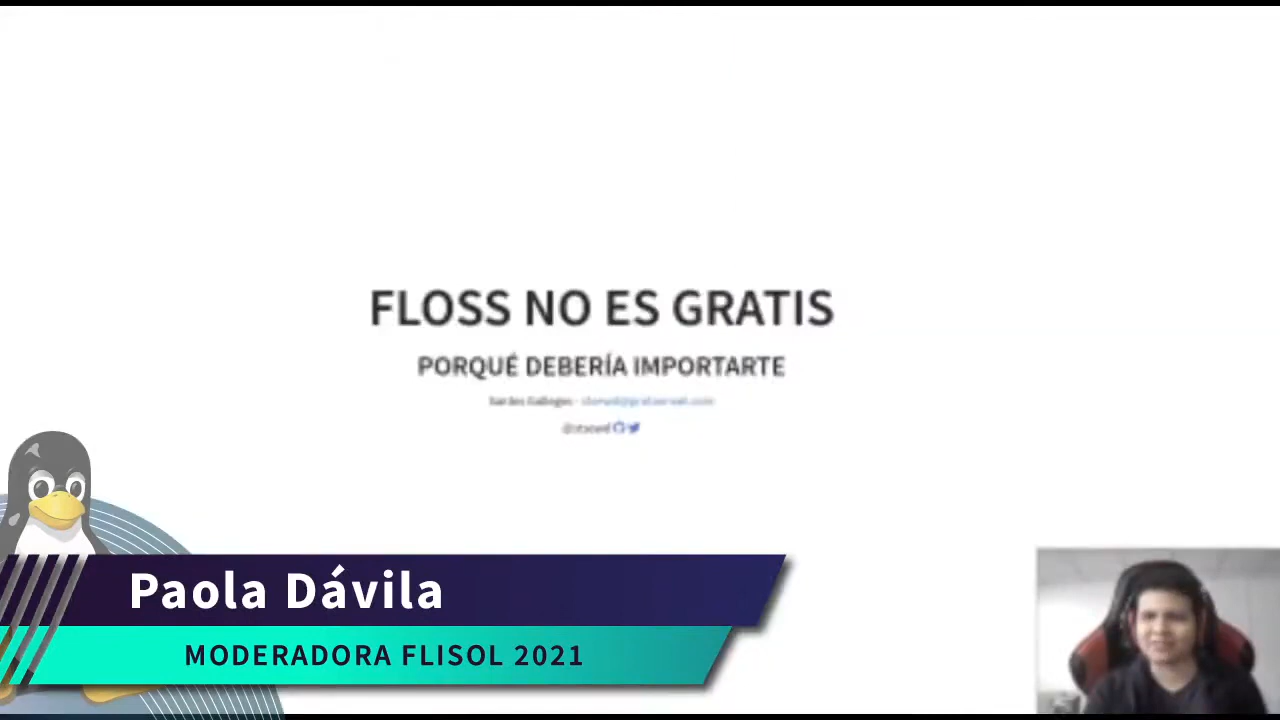 FLOSS NO ES GRATIS
PORQUÉ DEBERÍA IMPORTARTE
Paola Dávila
MODERADORA FLISOL 2021